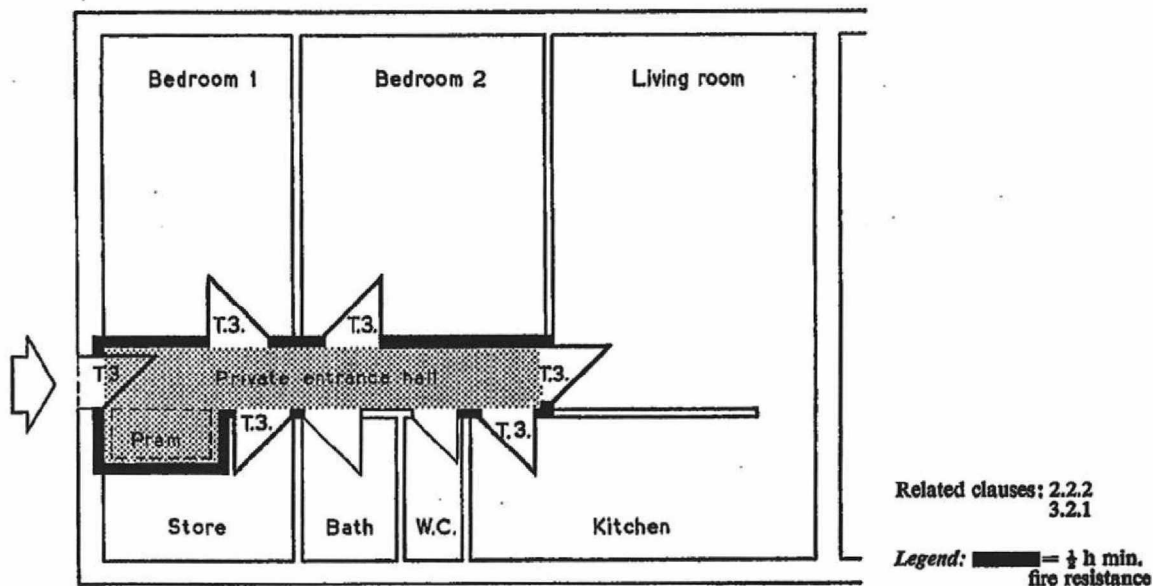 Bedroom 1
Bedroom 2
Living room
T.3.
T.3.
T.3
Private entrance hall
T.3.
Pram
T.3.
T.3.
Store
Bath
W.C.
Kitchen
Related clauses: 2.2.2
3.2.1
Legend: = ½ h min.
fire resistance